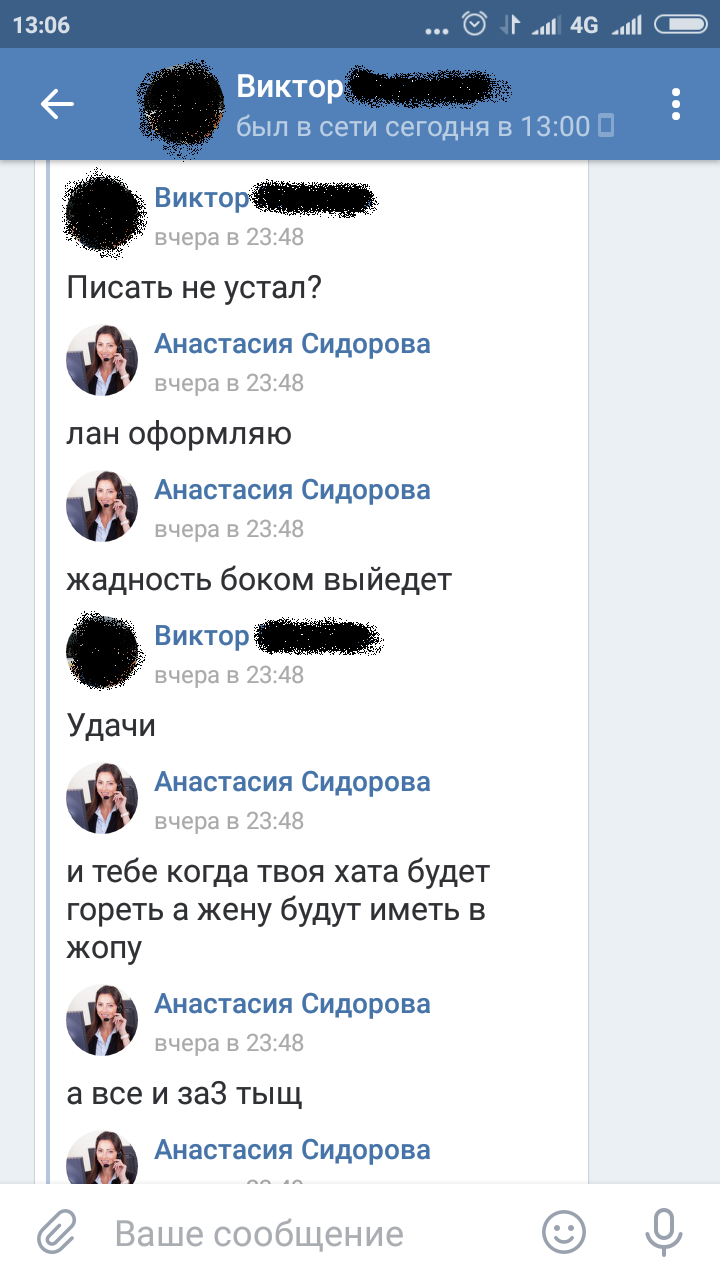 13:06
4G
Виктор
был в сети сегодня в 13:00
Виктор
вчера в 23:48
Писать не устал?
Анастасия Сидорова
вчера в 23:48
лан оформляю
Анастасия Сидорова
вчера в 23:48
жадность боком выйедет
Виктор
вчера в 23:48
Удачи
Анастасия Сидорова
вчера в 23:48
и тебе когда твоя хата будет
гореть а жену будут иметь в
жопу
Анастасия Сидорова
вчера в 23:48
а все и за3 тыщ
Анастасия Сидорова
Ваше сообщение